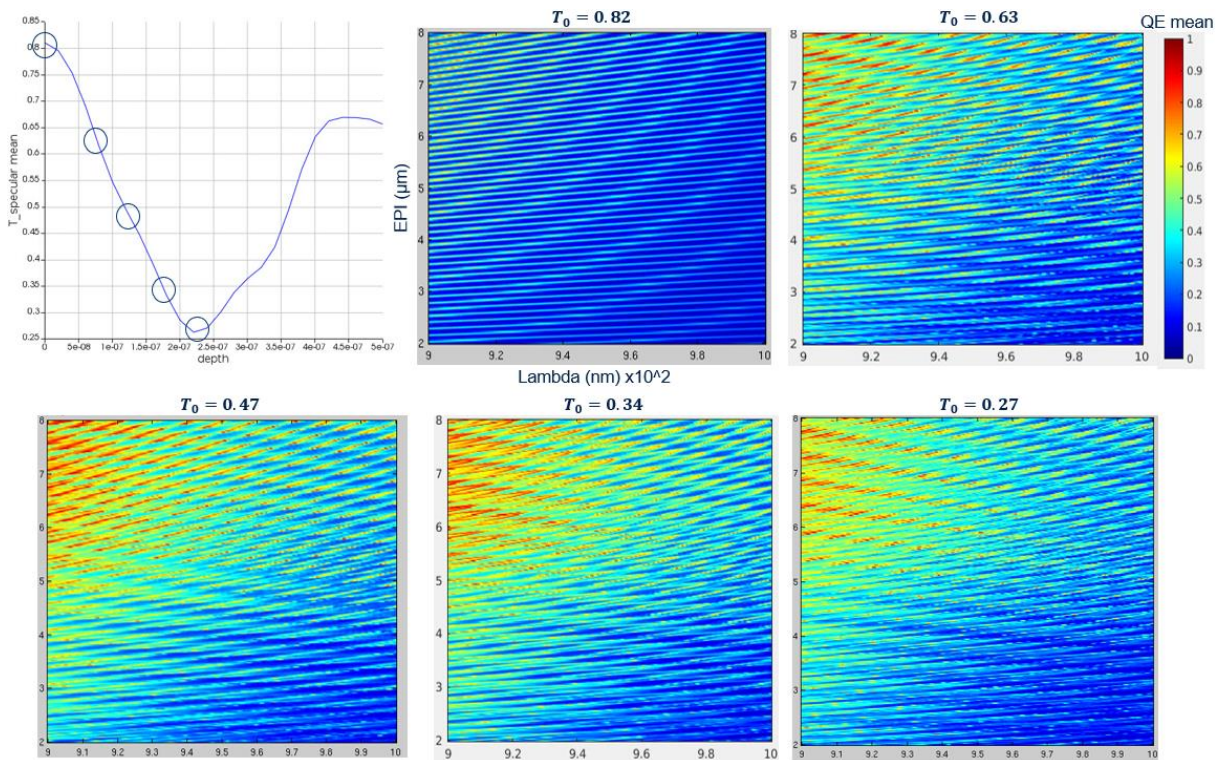 T_specular mean
0.85
0.8
0.75
0.7
0.65
0.6
0.55
0.5
0.45
0.4
0.35
0.3
0.25
0
5e-08
1e-07
1.5e-07
2e-07
2.5e-07
3e-07
3.5e-07
4e-07
4.5e-07
5e-07
depth
T₀ = 0.82
EPI (µm)
8
7
6
5
4
3
2
9 9.2 9.4 9.6 9.8 10
Lambda (nm) x10^2
T₀ = 0.63
8
7
6
5
4
3
2
9 9.2 9.4 9.6 9.8 10
QE mean
1
0.9
0.8
0.7
0.6
0.5
0.4
0.3
0.2
0.1
0
T₀ = 0.47
8
7
6
5
4
3
2
9 9.1 9.2 9.3 9.4 9.5 9.6 9.7 9.8 9.9 10
T₀ = 0.34
8
7
6
5
4
3
2
9 9.1 9.2 9.3 9.4 9.5 9.6 9.7 9.8 9.9 10
T₀ = 0.27
8
7
6
5
4
3
2
9 9.1 9.2 9.3 9.4 9.5 9.6 9.7 9.8 9.9 10